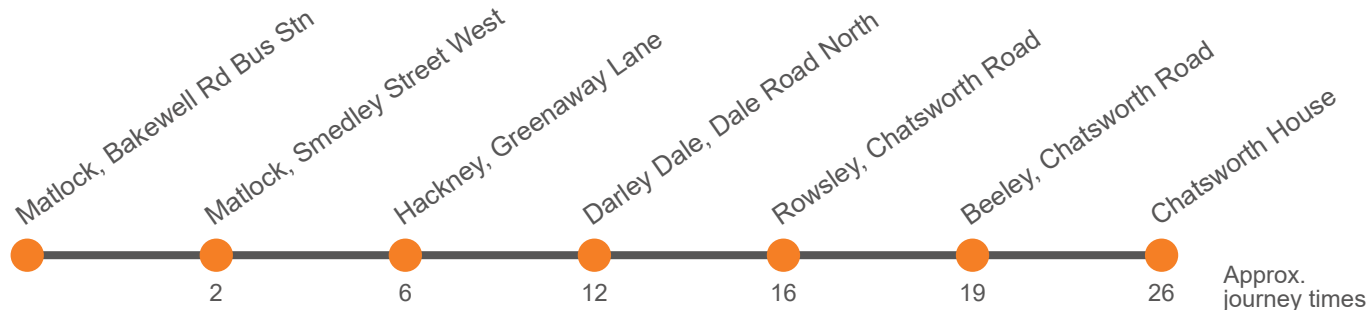 Matlock, Bakewell Rd Bus Stn
Matlock, Smedley Street West
Hackney, Greenaway Lane
Darley Dale, Dale Road North
Rowsley, Chatsworth Road
Beeley, Chatsworth Road
Chatsworth House
2
6
12
16
19
26
Approx.
journey times